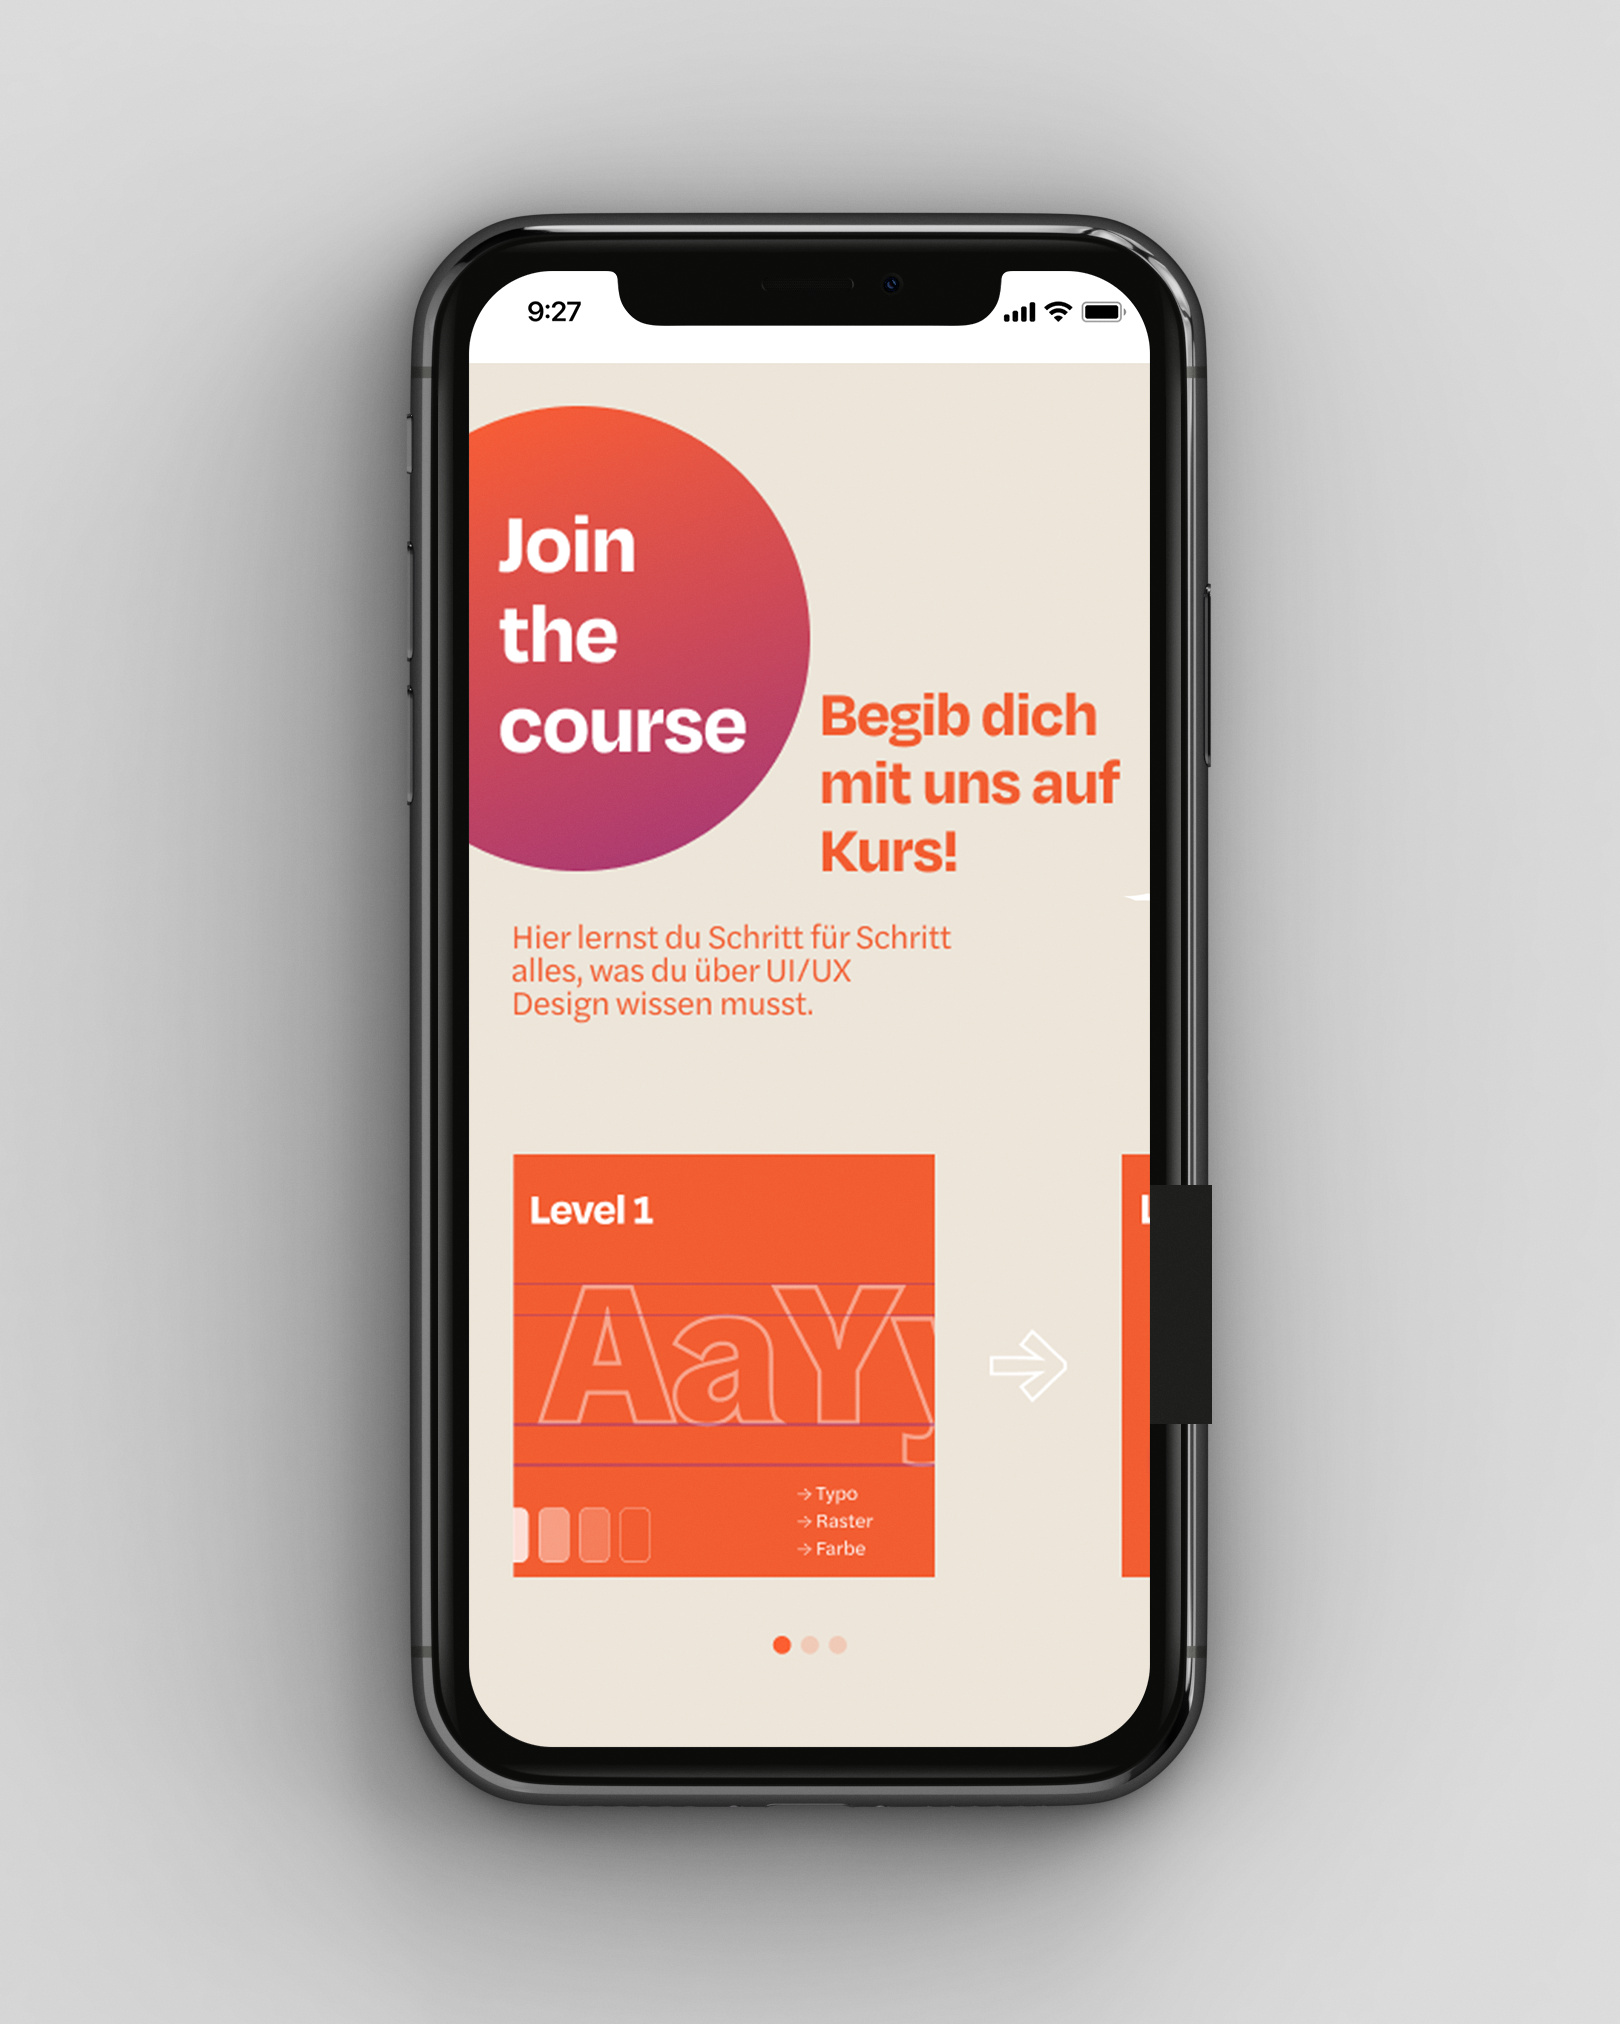 9:27
Join
the
course
Begib dich
mit uns auf
Kurs!
Hier lernst du Schritt für Schritt
alles, was du über UI/UX
Design wissen musst.
Level 1
AaYy
→ Typo
→ Raster
→ Farbe